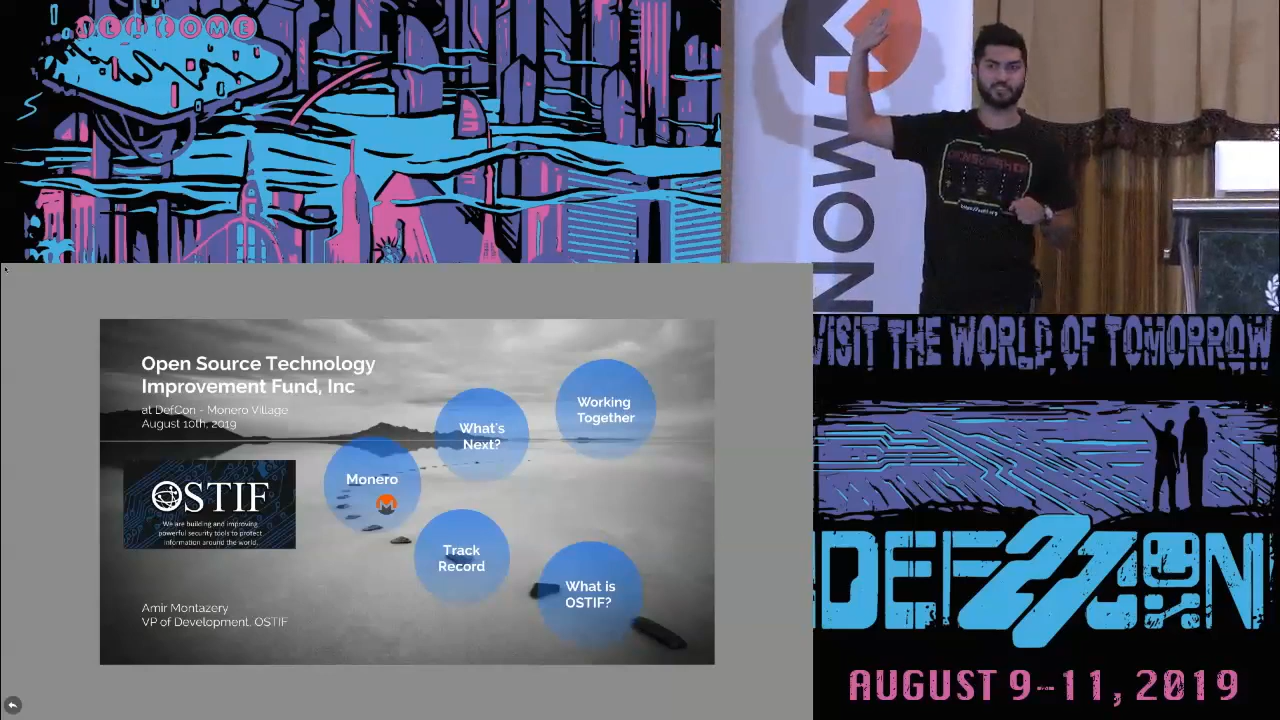 WELCOME
MONERO
Open Source Technology
Improvement Fund, Inc
at DefCon - Monero Village
August 10th, 2019
Working
Together
What's
Next?
Monero
OSTIF
We are building and improving
powerful security tools to protect
information around the world.
Track
Record
What is
OSTIF?
Amir Montazery
VP of Development, OSTIF
VISIT THE WORLD OF TOMORROW
DEF27CON
AUGUST 9-11, 2019